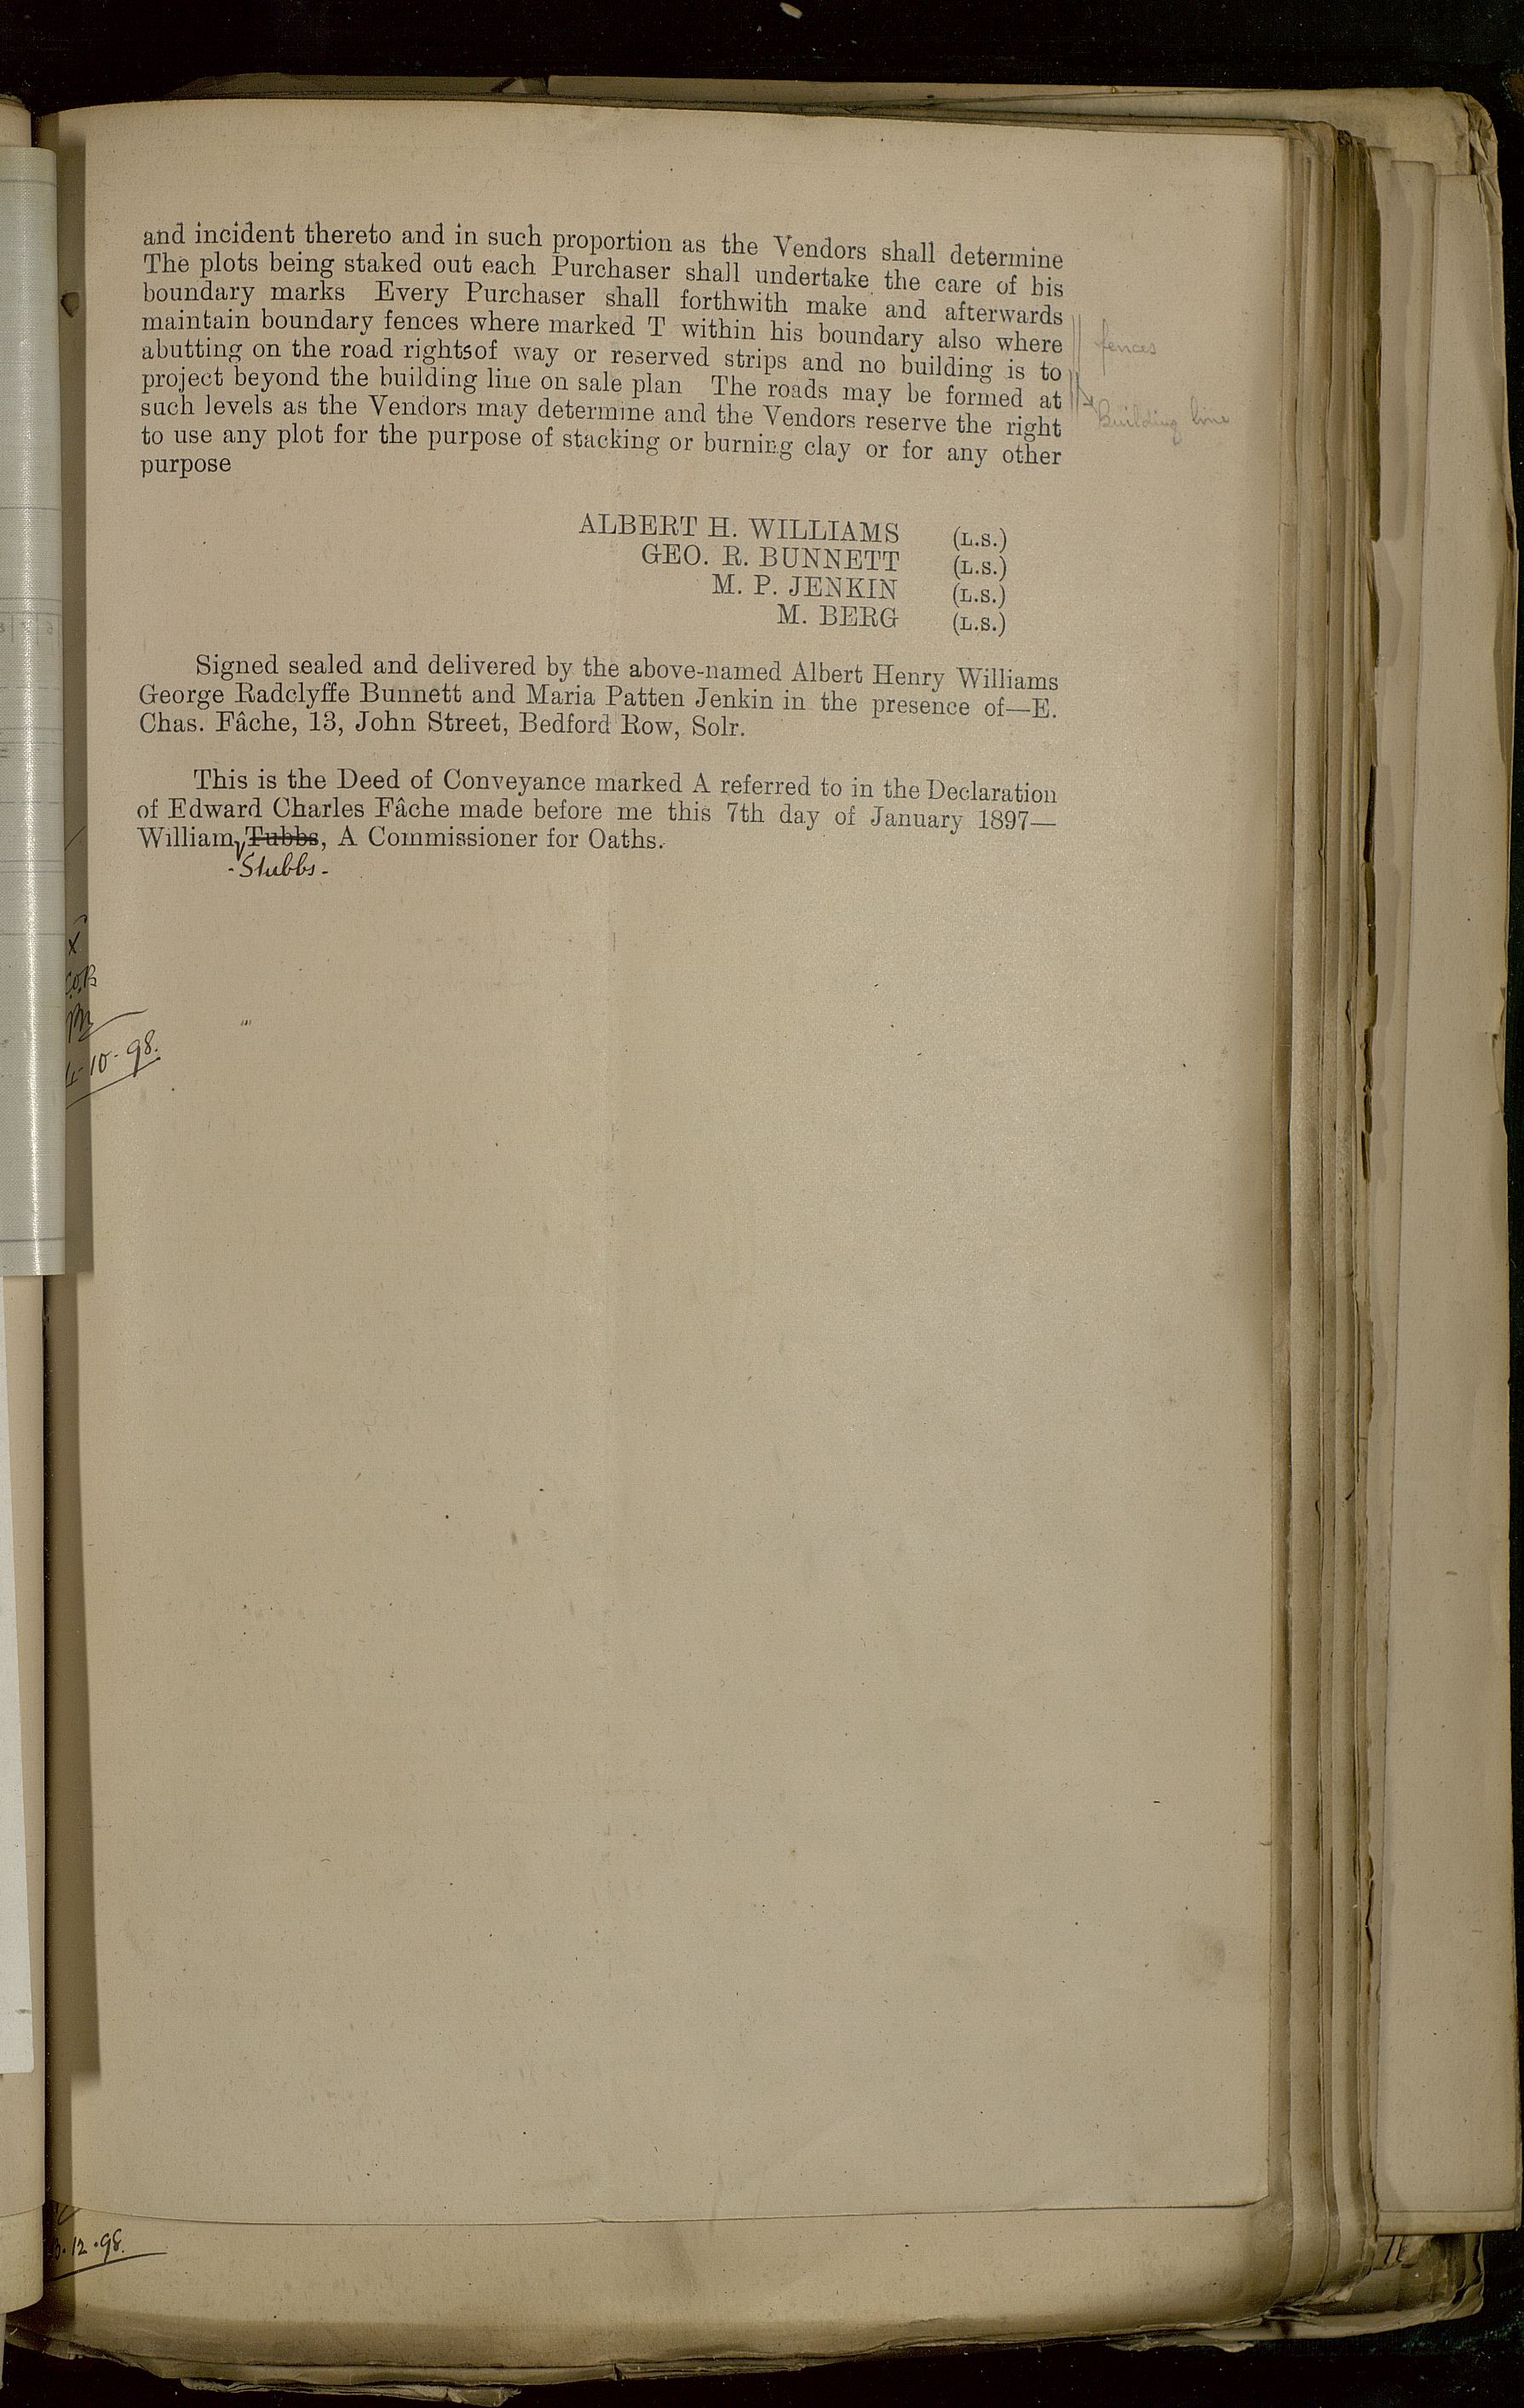 and incident thereto and in such proportion as the Vendors shall determine
The plots being staked out each Purchaser shall undertake the care of his
boundary marks Every Purchaser shall forthwith make and afterwards
maintain boundary fences where marked T within his boundary also where
abutting on the road rightsof way or reserved strips and no building is to
project beyond the building line on sale plan The roads may be formed at
such levels as the Vendors may determine and the Vendors reserve the right
to use any plot for the purpose of stacking or burning clay or for any other
purpose
fences
Building line
ALBERT H. WILLIAMS (L.S.)
GEO. R. BUNNETT (L.S.)
M. P. JENKIN (L.S.)
M. BERG (L.S.)
Signed sealed and delivered by the above-named Albert Henry Williams
George Radclyffe Bunnett and Maria Patten Jenkin in the presence of—E.
Chas. Fâche, 13, John Street, Bedford Row, Solr.
This is the Deed of Conveyance marked A referred to in the Declaration
of Edward Charles Fâche made before me this 7th day of January 1897—
William Tubbs, A Commissioner for Oaths.
-Stubbs-
10-98.
12.98.